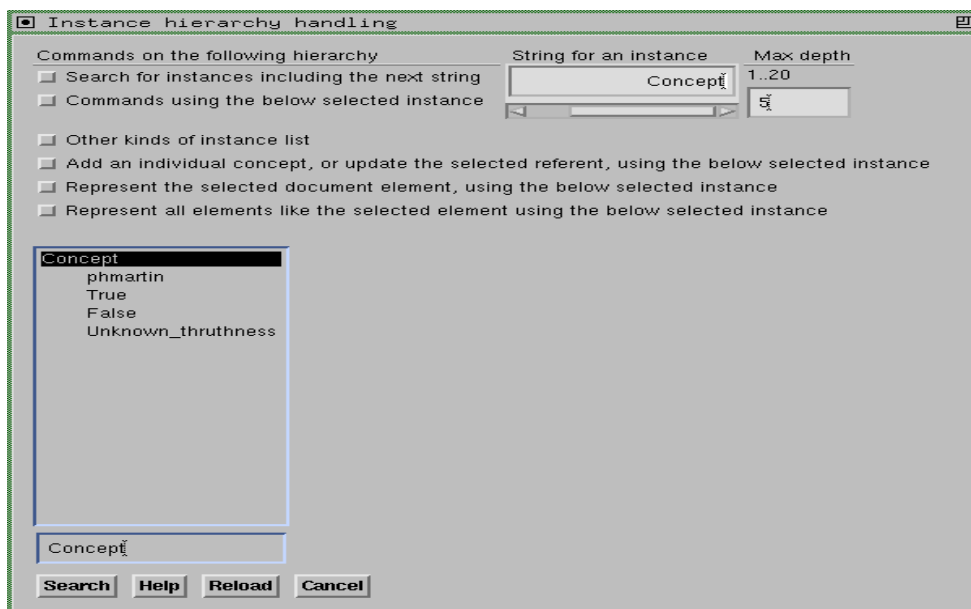 Instance hierarchy handling
Commands on the following hierarchy String for an instance Max depth
Search for instances including the next string Concept 1..20
Commands using the below selected instance 5
Other kinds of instance list
Add an individual concept, or update the selected referent, using the below selected instance
Represent the selected document element, using the below selected instance
Represent all elements like the selected element using the below selected instance
Concept
phmartin
True
False
Unknown_thruthness
Concept
Search Help Reload Cancel